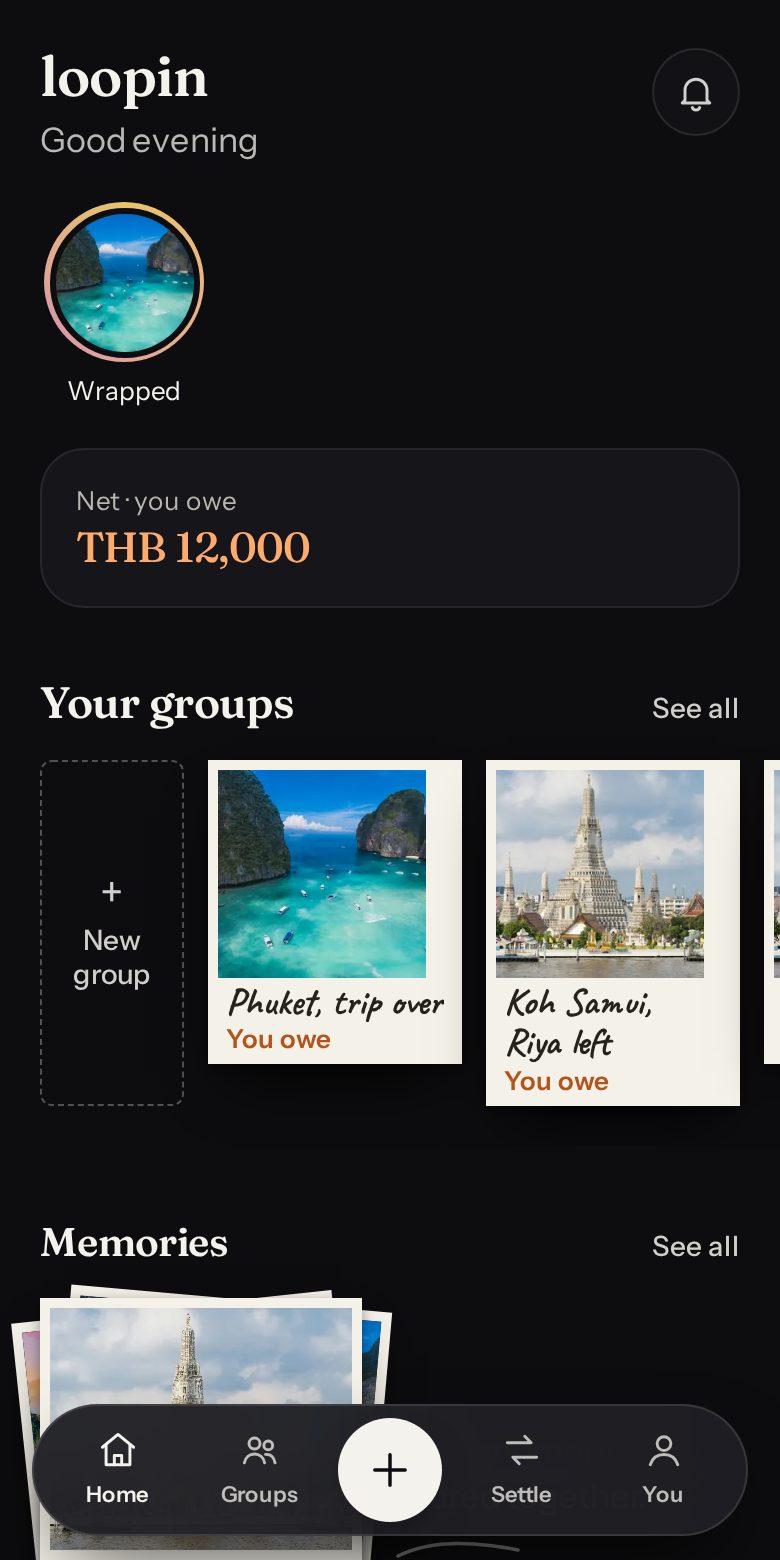 loopin
Good evening
Wrapped
Net · you owe
THB 12,000
Your groups
See all
+
New
group
Phuket, trip over
You owe
Koh Samui,
Riya left
You owe
Memories
See all
Home
Groups
Settle
You